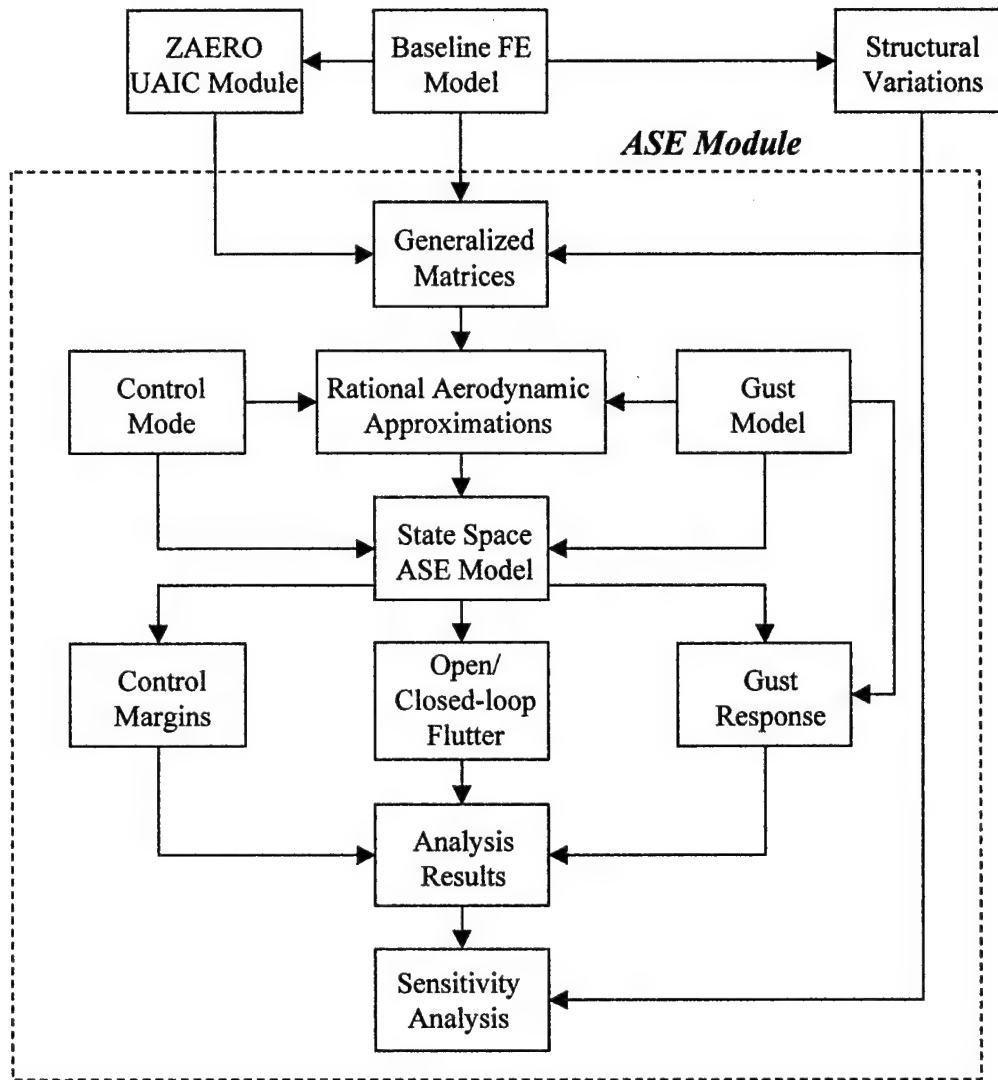 ZAERO
UAIC Module
Baseline FE
Model
Structural
Variations
ASE Module
Generalized
Matrices
Control
Mode
Rational Aerodynamic
Approximations
Gust
Model
State Space
ASE Model
Control
Margins
Open/
Closed-loop
Flutter
Gust
Response
Analysis
Results
Sensitivity
Analysis